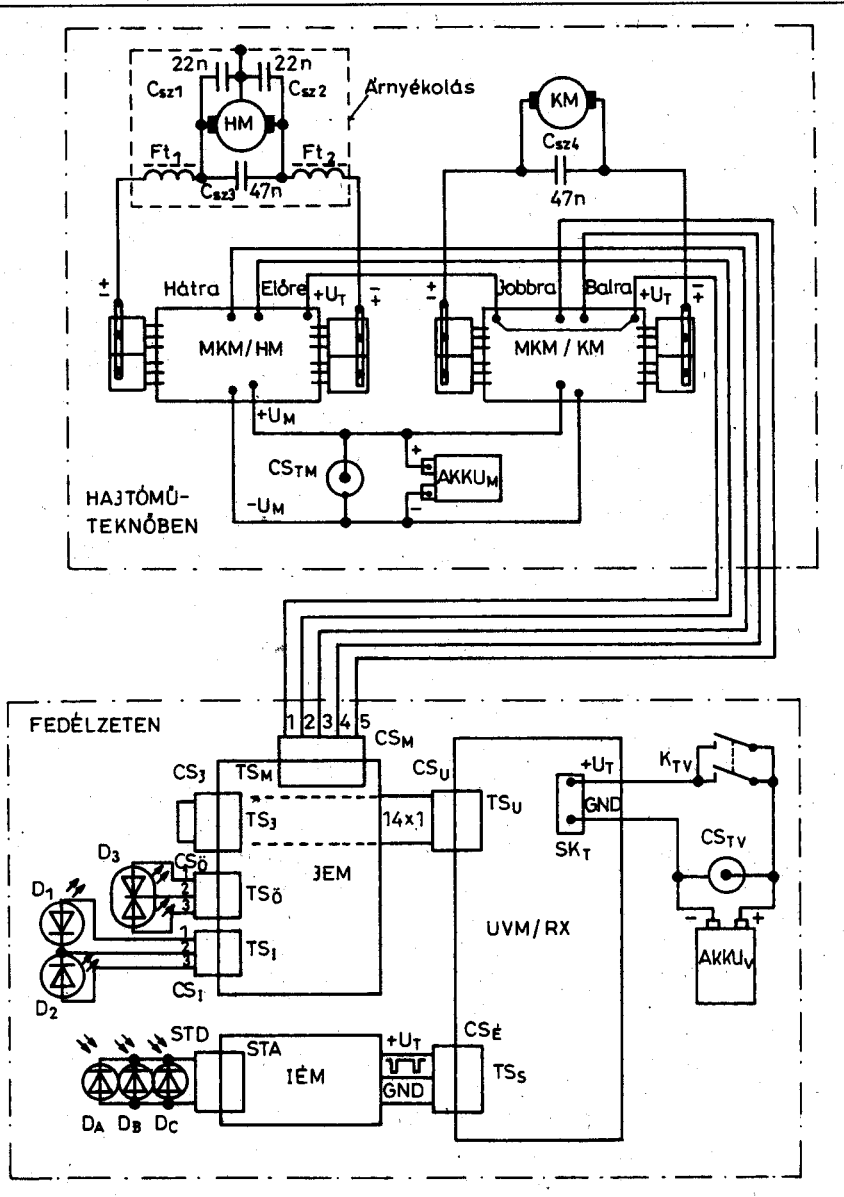 22n 22n
Csz1 Csz2
Árnyékolás
HM
KM
Ft1 Ft2
Csz3 47n
Csz4
47n
Hátra Előre +UT
Jobbra Balra +UT
± ∓ ± ∓
MKM/HM
MKM / KM
+UM
CSTM
+
AKKUM
-
-UM
HAJTÓMŰ-
TEKNŐBEN
FEDÉLZETEN
1 2 3 4 5
CSM
TSM
CSJ
TSJ
14x1
CSU
TSU
+UT
GND
SKT
KTV
CSTV
- +
AKKUV
D3
CSÖ
1
2
3
TSÖ
JEM
UVM/RX
D1
1
2
3
TSI
CSI
D2
STD
STA
IÉM
+UT
GND
CSÉ
TSS
DA DB DC